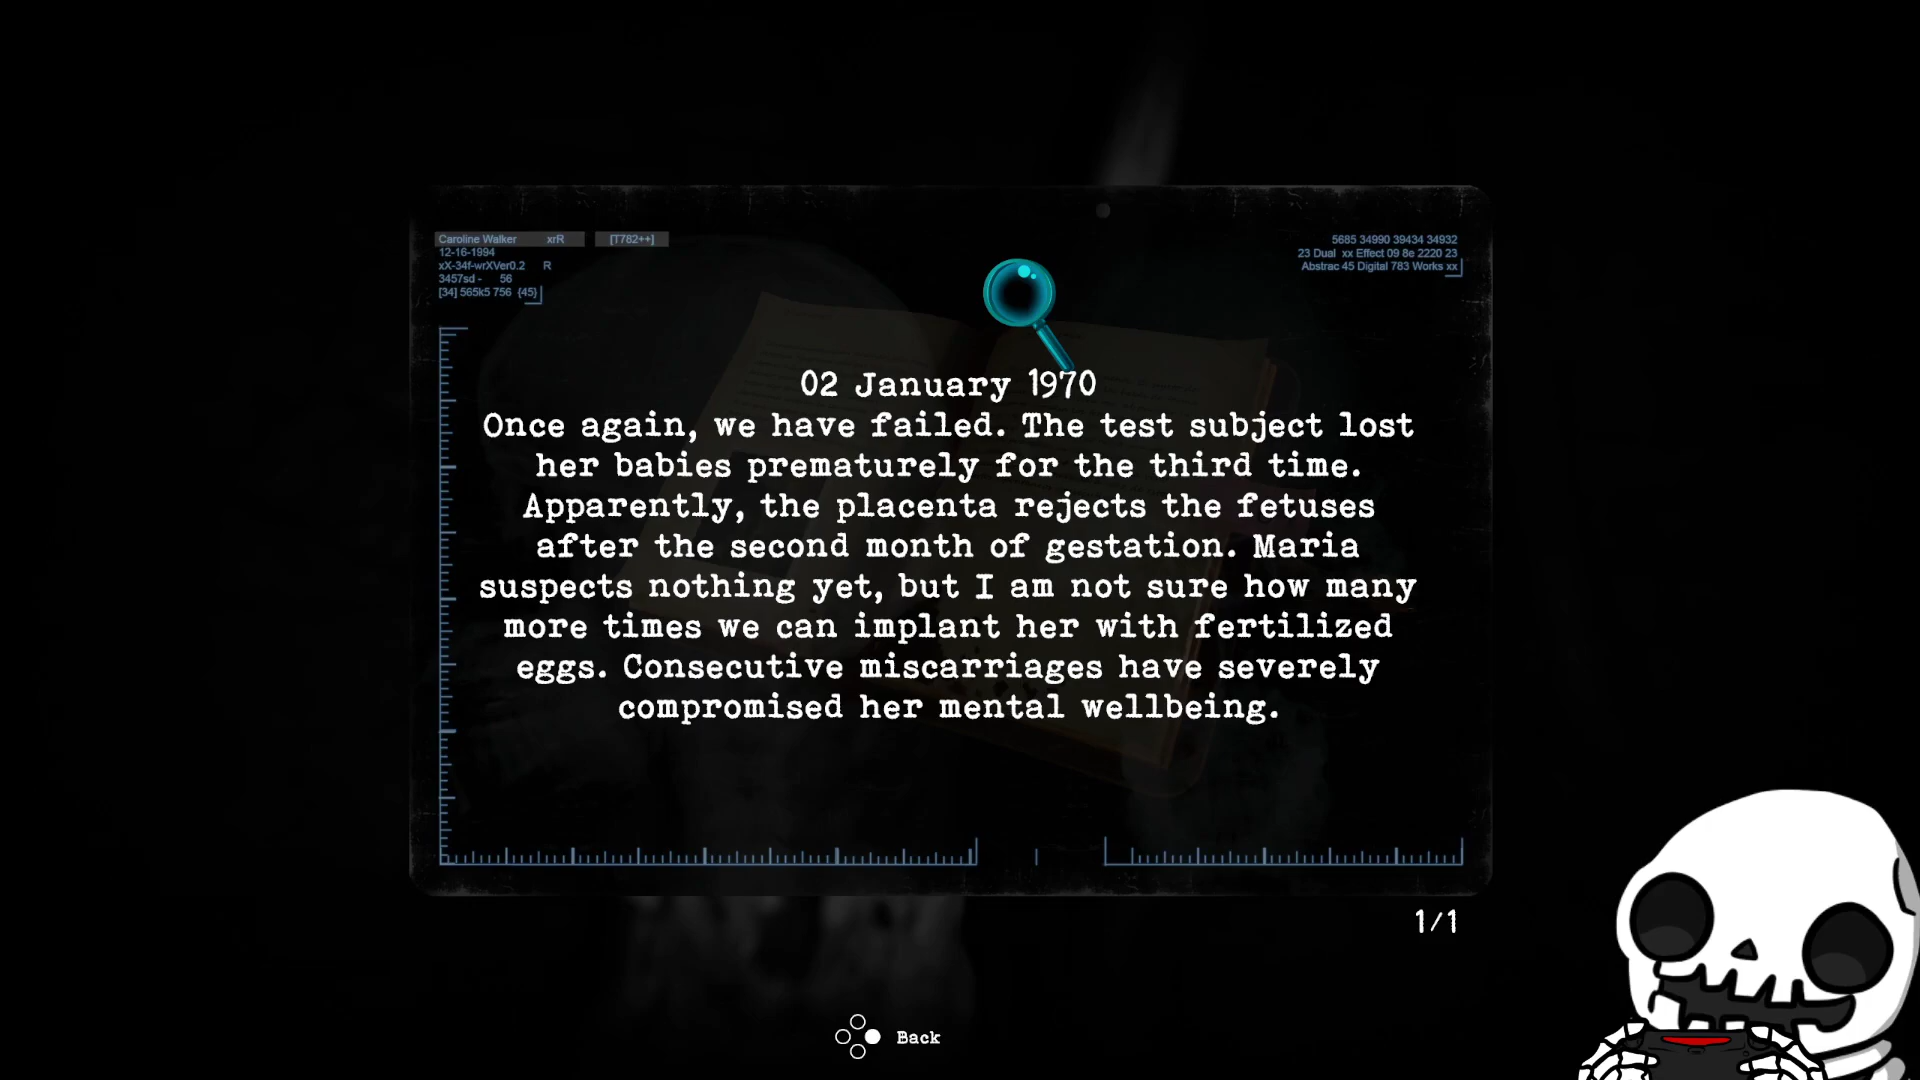 Caroline Walker xrR [T782++]
12-16-1994
xX-34f-wrXVer0.2 R
3457sd - 56
[34] 565k5 756 {45}
5685 34990 39434 34932
23 Dual xx Effect 09 8e 2220 23
Abstrac 45 Digital 783 Works xx
02 January 1970
Once again, we have failed. The test subject lost
her babies prematurely for the third time.
Apparently, the placenta rejects the fetuses
after the second month of gestation. Maria
suspects nothing yet, but I am not sure how many
more times we can implant her with fertilized
eggs. Consecutive miscarriages have severely
compromised her mental wellbeing.
1/1
Back